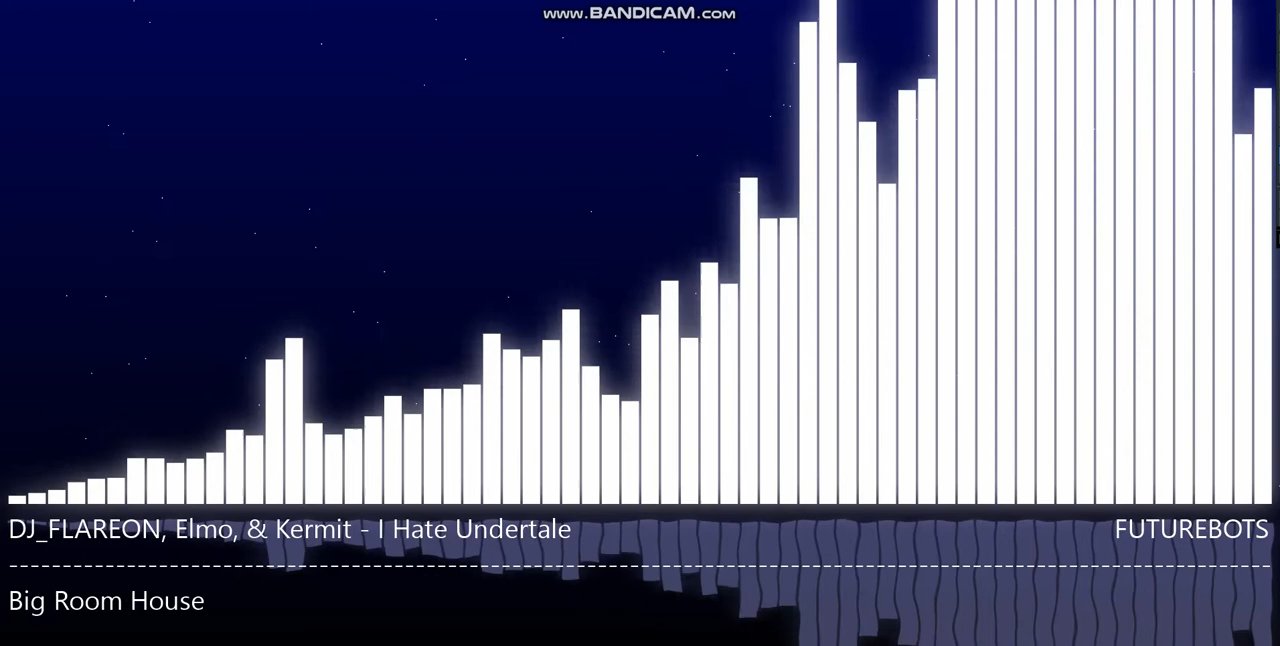 www.BANDICAM.com
DJ_FLAREON, Elmo, & Kermit - I Hate Undertale
FUTUREBOTS
Big Room House